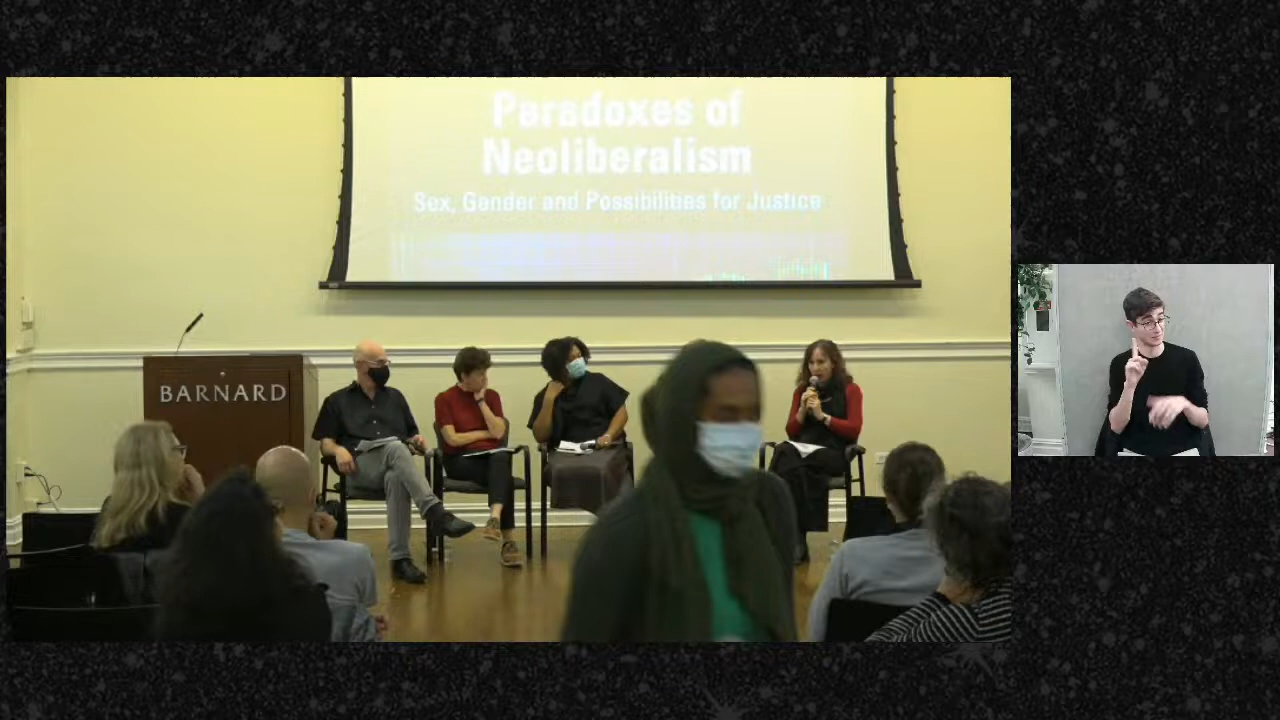 Paradoxes of
Neoliberalism
Sex, Gender and Possibilities for Justice
BARNARD